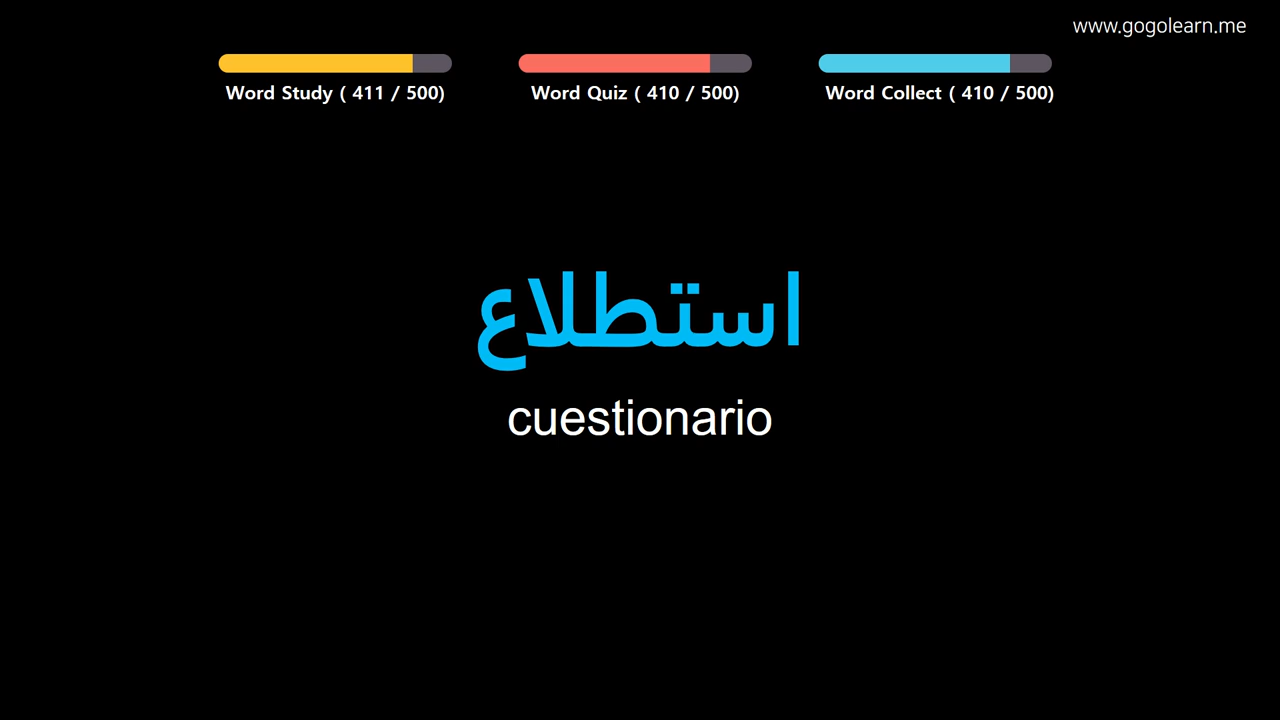 www.gogolearn.me
Word Study ( 411 / 500)
Word Quiz ( 410 / 500)
Word Collect ( 410 / 500)
استطلاع
cuestionario